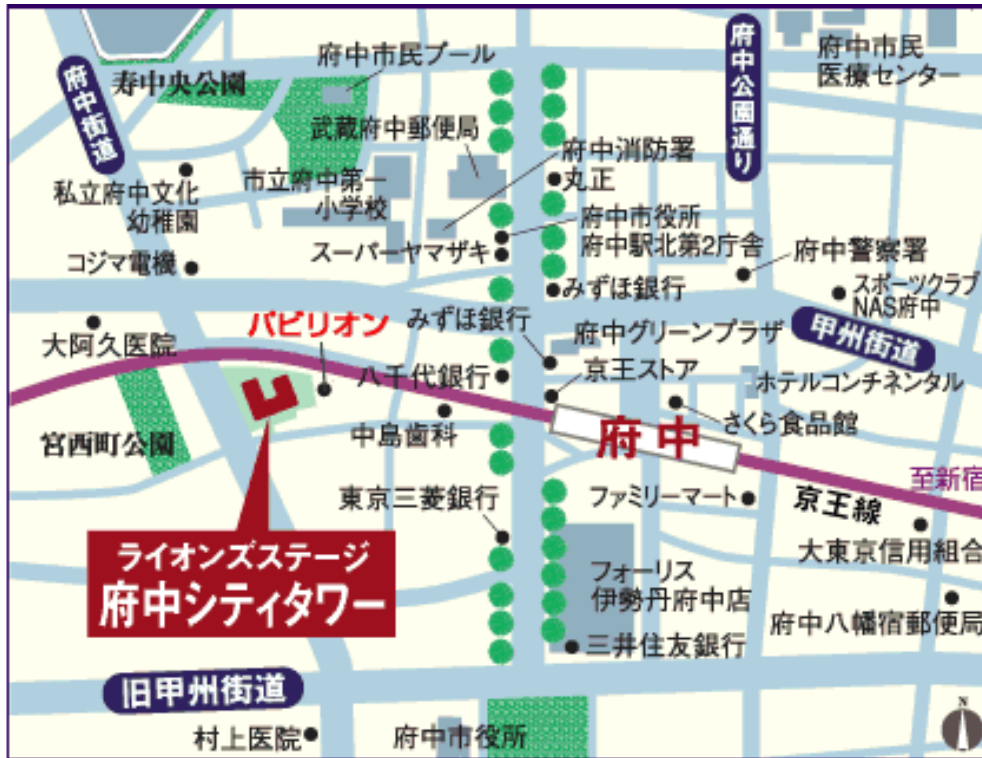 府中市民プール
寿中央公園
府中街道
武蔵府中郵便局
府中公園通り
府中市民
医療センター
府中消防署
丸正
私立府中文化
幼稚園
市立府中第一
小学校
府中市役所
府中駅北第2庁舎
スーパーヤマザキ
コジマ電機
府中警察署
みずほ銀行
スポーツクラブ
NAS府中
甲州街道
大阿久医院
パビリオン
みずほ銀行
府中グリーンプラザ
八千代銀行
京王ストア
ホテルコンチネンタル
宮西町公園
中島歯科
府中
さくら食品館
至新宿
京王線
東京三菱銀行
ファミリーマート
大東京信用組合
ライオンズステージ
府中シティタワー
フォーリス
伊勢丹府中店
府中八幡宿郵便局
三井住友銀行
旧甲州街道
村上医院
府中市役所
N